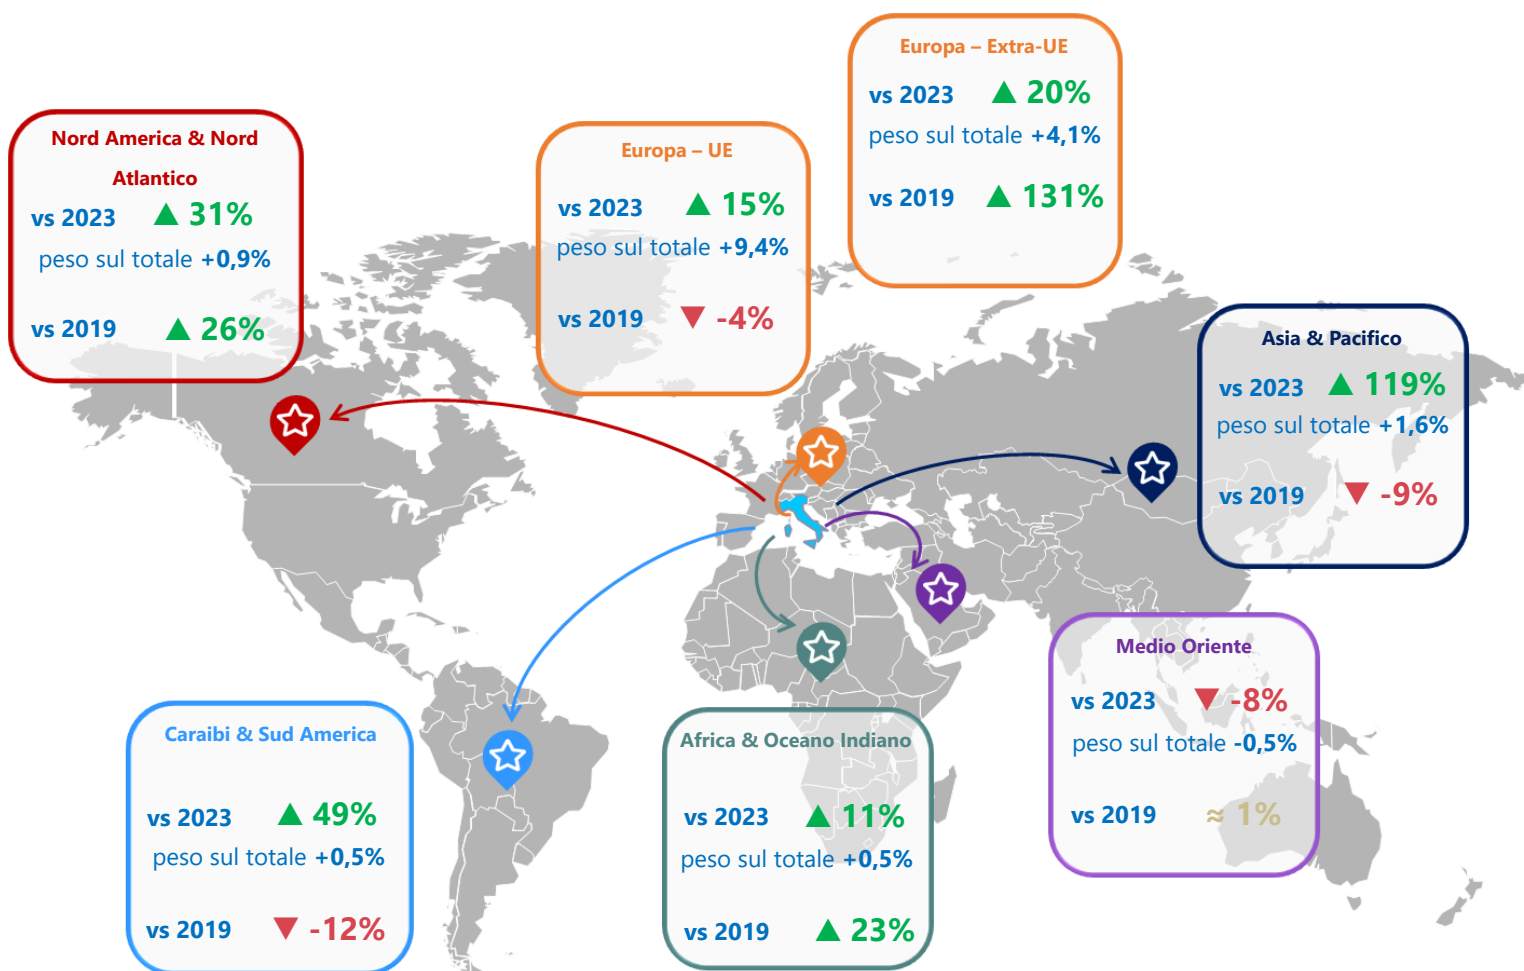 Europa – Extra-UE
vs 2023 ▲ 20%
peso sul totale +4,1%
vs 2019 ▲ 131%
Nord America & Nord
Atlantico
vs 2023 ▲ 31%
peso sul totale +0,9%
vs 2019 ▲ 26%
Europa – UE
vs 2023 ▲ 15%
peso sul totale +9,4%
vs 2019 ▼ -4%
Asia & Pacifico
vs 2023 ▲ 119%
peso sul totale +1,6%
vs 2019 ▼ -9%
Medio Oriente
vs 2023 ▼ -8%
peso sul totale -0,5%
vs 2019 ≈ 1%
Caraibi & Sud America
vs 2023 ▲ 49%
peso sul totale +0,5%
vs 2019 ▼ -12%
Africa & Oceano Indiano
vs 2023 ▲ 11%
peso sul totale +0,5%
vs 2019 ▲ 23%